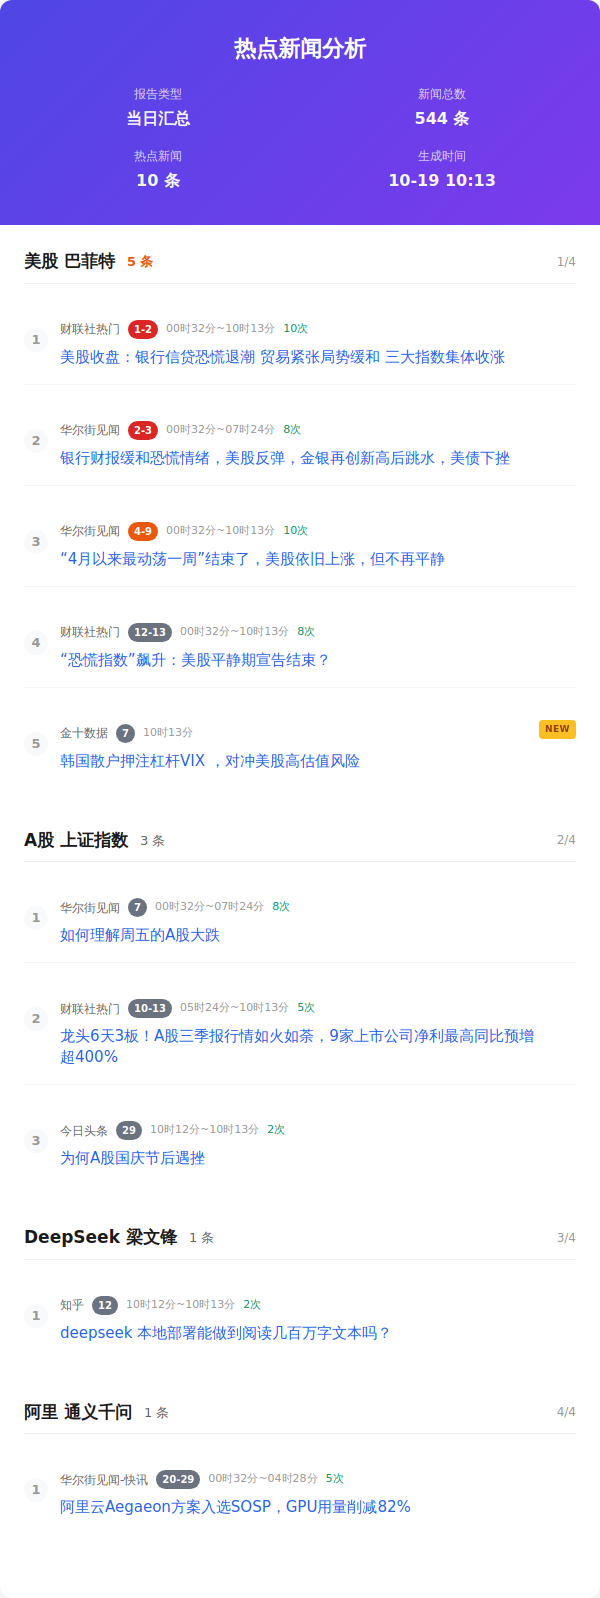 热点新闻分析
报告类型
新闻总数
当日汇总
544 条
热点新闻
生成时间
10 条
10-19 10:13
美股 巴菲特 5 条 1/4
1 财联社热门 1-2 00时32分~10时13分 10次
美股收盘：银行信贷恐慌退潮 贸易紧张局势缓和 三大指数集体收涨
2 华尔街见闻 2-3 00时32分~07时24分 8次
银行财报缓和恐慌情绪，美股反弹，金银再创新高后跳水，美债下挫
3 华尔街见闻 4-9 00时32分~10时13分 10次
“4月以来最动荡一周”结束了，美股依旧上涨，但不再平静
4 财联社热门 12-13 00时32分~10时13分 8次
“恐慌指数”飙升：美股平静期宣告结束？
5 金十数据 7 10时13分 NEW
韩国散户押注杠杆VIX ，对冲美股高估值风险
A股 上证指数 3 条 2/4
1 华尔街见闻 7 00时32分~07时24分 8次
如何理解周五的A股大跌
2 财联社热门 10-13 05时24分~10时13分 5次
龙头6天3板！A股三季报行情如火如荼，9家上市公司净利最高同比预增
超400%
3 今日头条 29 10时12分~10时13分 2次
为何A股国庆节后遇挫
DeepSeek 梁文锋 1 条 3/4
1 知乎 12 10时12分~10时13分 2次
deepseek 本地部署能做到阅读几百万字文本吗？
阿里 通义千问 1 条 4/4
1 华尔街见闻-快讯 20-29 00时32分~04时28分 5次
阿里云Aegaeon方案入选SOSP，GPU用量削减82%